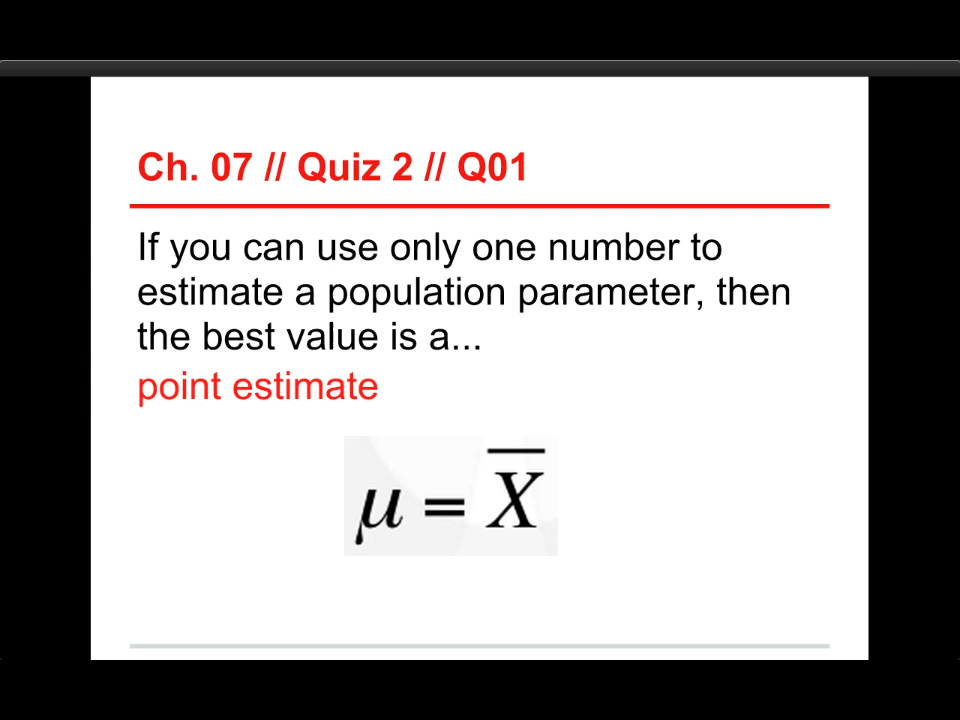 Ch. 07 // Quiz 2 // Q01
If you can use only one number to
estimate a population parameter, then
the best value is a...
point estimate
μ = X̅